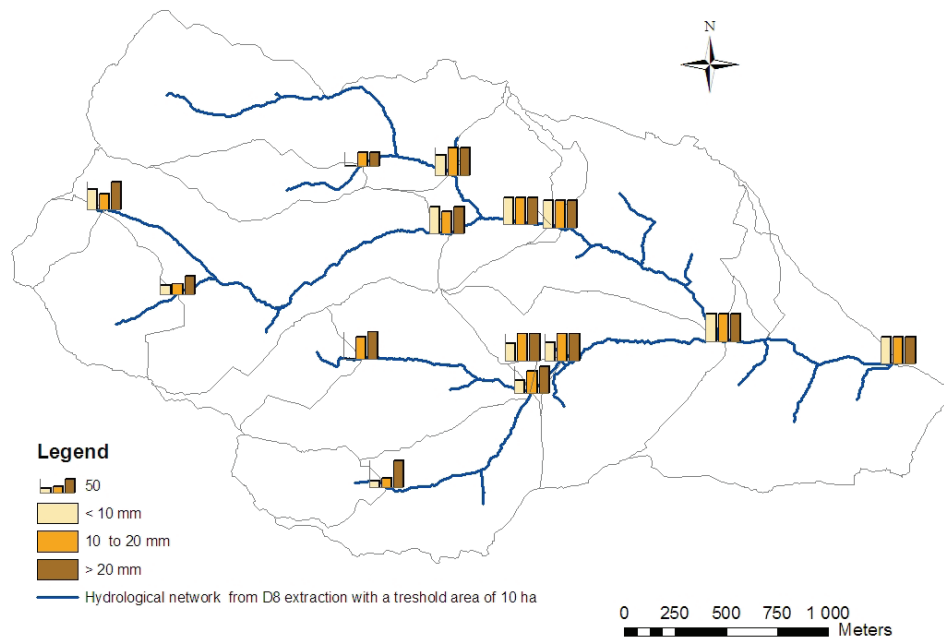 N
Legend
50
< 10 mm
10 to 20 mm
> 20 mm
Hydrological network from D8 extraction with a treshold area of 10 ha
0 250 500 750 1 000
Meters